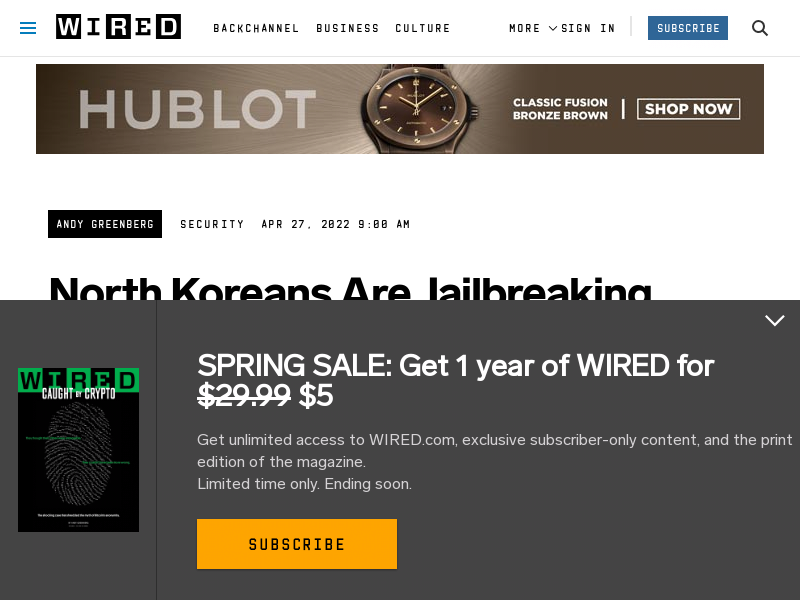 WIRED
BACKCHANNEL BUSINESS CULTURE MORE SIGN IN SUBSCRIBE
HUBLOT
CLASSIC FUSION
BRONZE BROWN
SHOP NOW
ANDY GREENBERG SECURITY APR 27, 2022 9:00 AM
North Koreans Are Jailbreaking
SPRING SALE: Get 1 year of WIRED for
$29.99 $5
WIRED
CAUGHT BY CRYPTO
Get unlimited access to WIRED.com, exclusive subscriber-only content, and the print
edition of the magazine.
Limited time only. Ending soon.
SUBSCRIBE